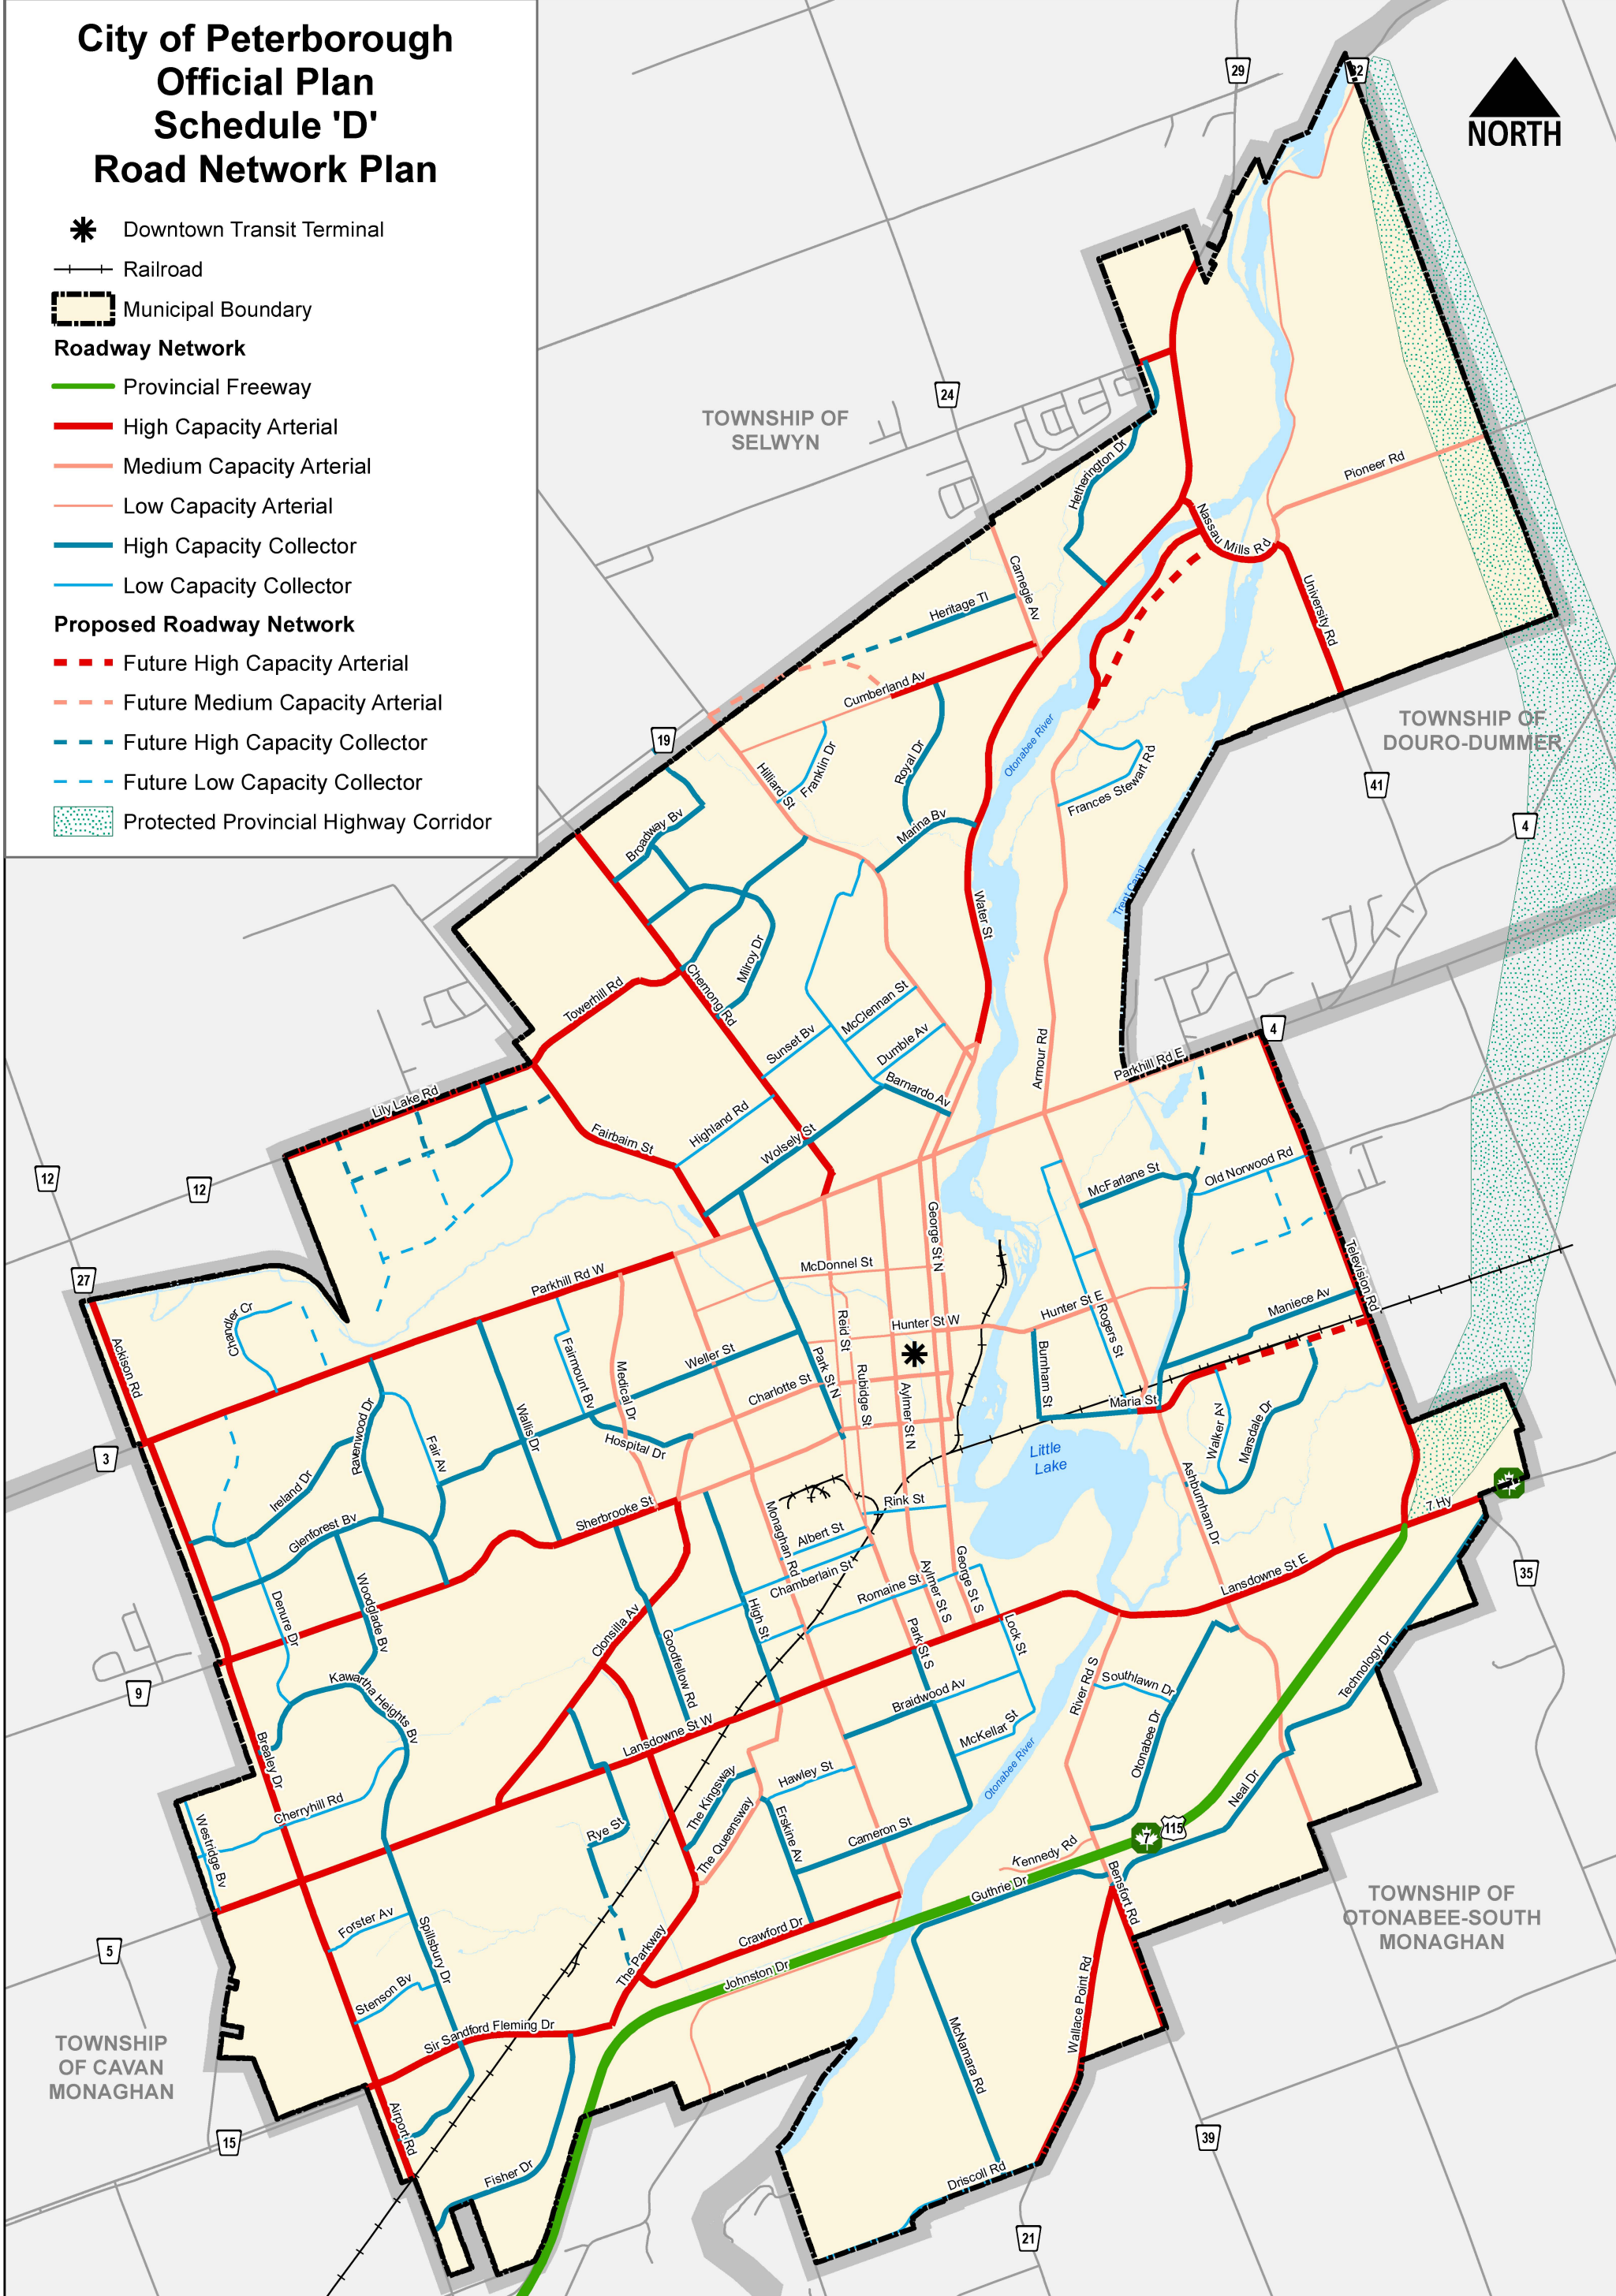 City of Peterborough
Official Plan
Schedule 'D'
Road Network Plan
Downtown Transit Terminal
Railroad
Municipal Boundary
Roadway Network
Provincial Freeway
High Capacity Arterial
Medium Capacity Arterial
Low Capacity Arterial
High Capacity Collector
Low Capacity Collector
Proposed Roadway Network
Future High Capacity Arterial
Future Medium Capacity Arterial
Future High Capacity Collector
Future Low Capacity Collector
Protected Provincial Highway Corridor
NORTH
29
32
24
TOWNSHIP OF
SELWYN
Hetherington Dr
Pioneer Rd
Nassau Mills Rd
University Rd
Carnegie Av
Heritage Tl
Cumberland Av
TOWNSHIP OF
DOURO-DUMMER
19
41
4
Otonabee River
Hilliard St
Franklin Dr
Royal Dr
Frances Stewart Rd
Broadway Bv
Marina Bv
Trent Canal
Water St
Milroy Dr
Chemong Rd
Towerhill Rd
McClennan St
Sunset Bv
Dumble Av
Barnardo Av
Armour Rd
Parkhill Rd E
4
Lily Lake Rd
Fairbairn St
Highland Rd
Wolsely St
McFarlane St
Old Norwood Rd
12
12
27
George St N
McDonnel St
Parkhill Rd W
Television Rd
Maniece Av
Hunter St E
Hunter St W
Rogers St
Chandler Cr
Ackison Rd
Reid St
Weller St
Park St N
Fairmount Bv
Medical Dr
Charlotte St
Rubidge St
Aylmer St N
Burnham St
Maria St
Wallis Dr
Ravenwood Dr
Fair Av
Hospital Dr
Walker Av
Marsdale Dr
Little
Lake
3
Ireland Dr
Glenforest Bv
Sherbrooke St
Monaghan Rd
Rink St
Albert St
Ashburnham Dr
7 Hy
7
35
Chamberlain St
Romaine St
Aylmer St S
George St S
Lansdowne St E
Denure Dr
Woodglade Bv
Clonsilla Av
Goodfellow Rd
High St
Park St S
Lock St
Technology Dr
9
Kawartha Heights Bv
Braidwood Av
River Rd S
Southlawn Dr
Brealey Dr
Lansdowne St W
McKellar St
Otonabee River
Otonabee Dr
Hawley St
The Kingsway
The Queensway
Neal Dr
Cherryhill Rd
Westridge Bv
Rye St
Erskine Av
Cameron St
7
115
Kennedy Rd
Guthrie Dr
Bensfort Rd
TOWNSHIP OF
OTONABEE-SOUTH
MONAGHAN
Forster Av
Spillsbury Dr
Crawford Dr
5
The Parkway
Johnston Dr
Stenson Bv
Wallace Point Rd
Sir Sandford Fleming Dr
McNamara Rd
TOWNSHIP
OF CAVAN
MONAGHAN
Airport Rd
15
39
Fisher Dr
Driscoll Rd
21